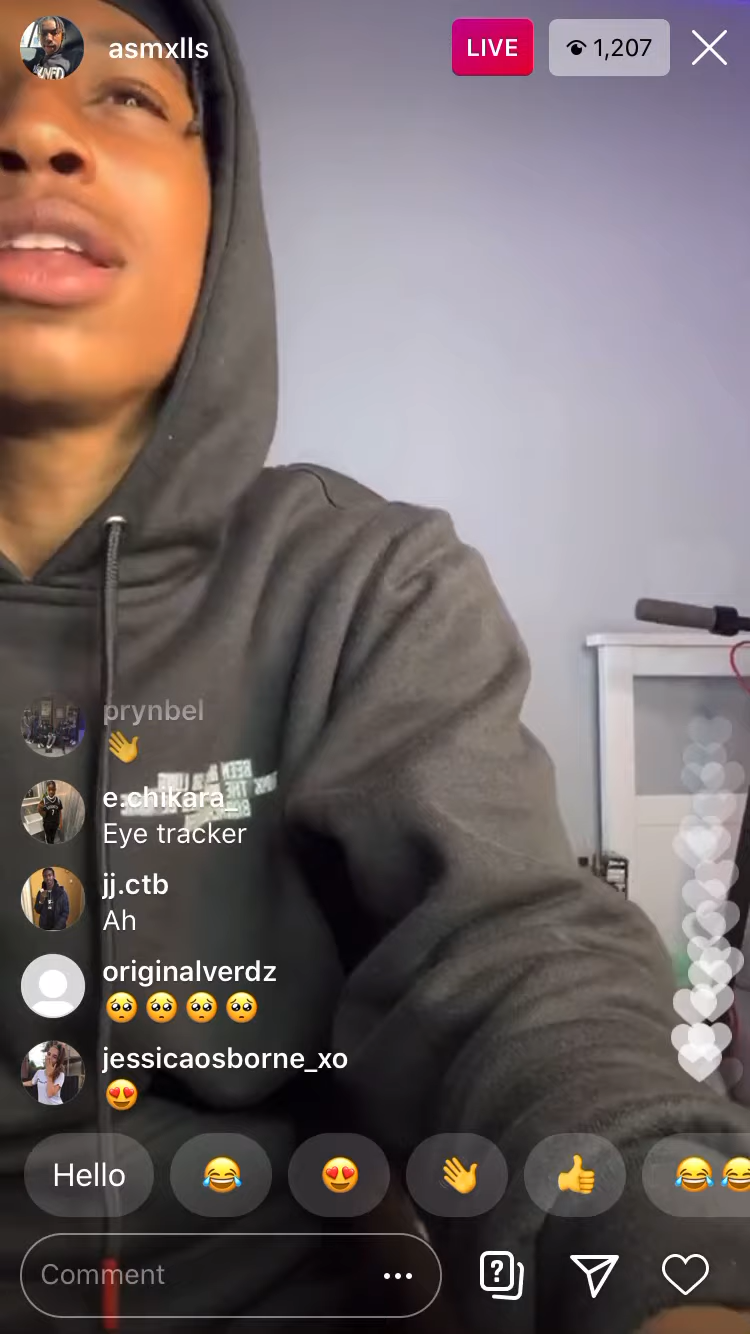 asmxlls
LIVE
1,207
prynbel
👋
e.chikara_
Eye tracker
jj.ctb
Ah
originalverdz
🥺🥺🥺🥺
jessicaosborne_xo
😍
Hello 😂 😍 👋 👍 😂😂
Comment